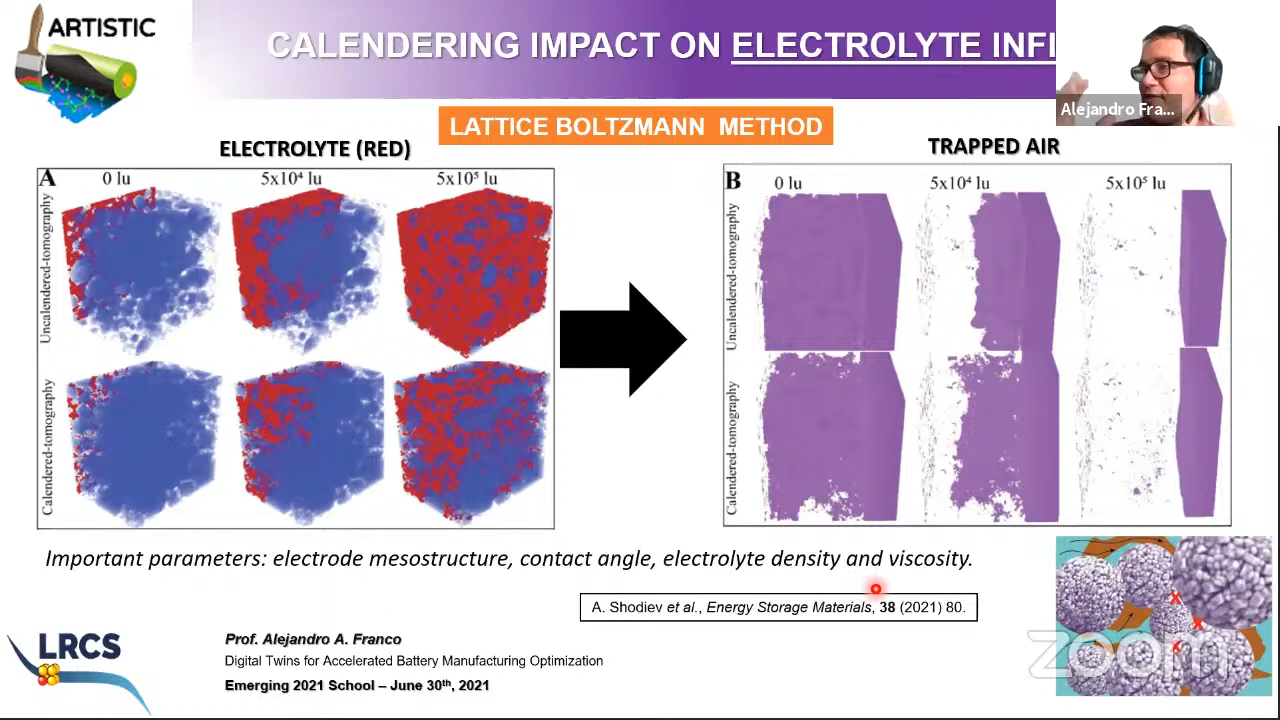 ARTISTIC
CALENDERING IMPACT ON ELECTROLYTE INFI
Alejandro Fra...
LATTICE BOLTZMANN METHOD
ELECTROLYTE (RED)
TRAPPED AIR
A 0 lu 5x10⁴ lu 5x10⁵ lu
Uncalendered-tomography
Calendered-tomography
B 0 lu 5x10⁴ lu 5x10⁵ lu
Uncalendered-tomography
Calendered-tomography
Important parameters: electrode mesostructure, contact angle, electrolyte density and viscosity.
A. Shodiev et al., Energy Storage Materials, 38 (2021) 80.
X
X
X
zoom
LRCS
Prof. Alejandro A. Franco
Digital Twins for Accelerated Battery Manufacturing Optimization
Emerging 2021 School – June 30ᵗʰ, 2021